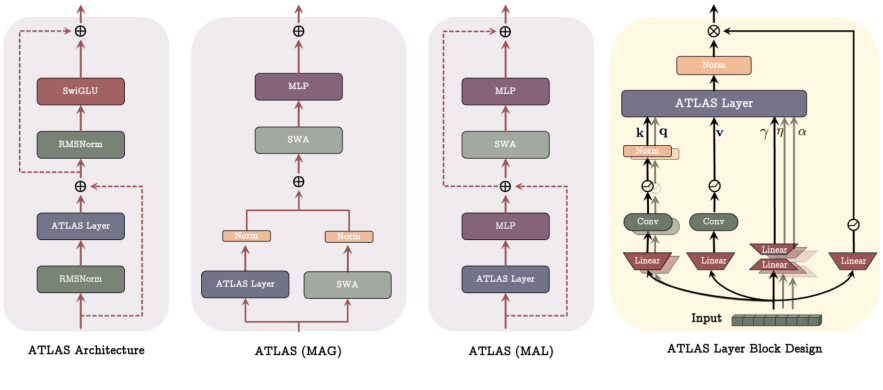 SwiGLU
RMSNorm
ATLAS Layer
RMSNorm
ATLAS Architecture
MLP
SWA
Norm
Norm
ATLAS Layer
SWA
ATLAS (MAG)
MLP
SWA
MLP
ATLAS Layer
ATLAS (MAL)
Norm
ATLAS Layer
k q v γ η α
Norm
Conv Conv
Linear
Linear Linear Linear Linear
Input
ATLAS Layer Block Design